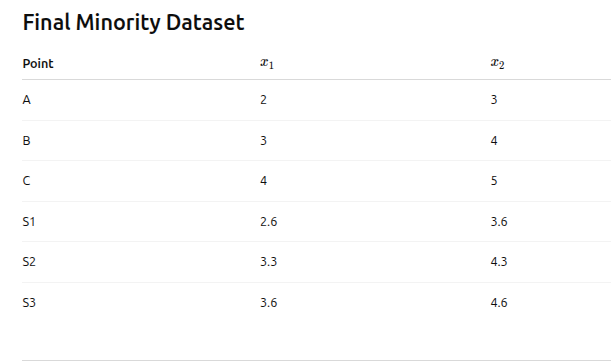 Final Minority Dataset
Point x₁ x₂
A 2 3
B 3 4
C 4 5
S1 2.6 3.6
S2 3.3 4.3
S3 3.6 4.6